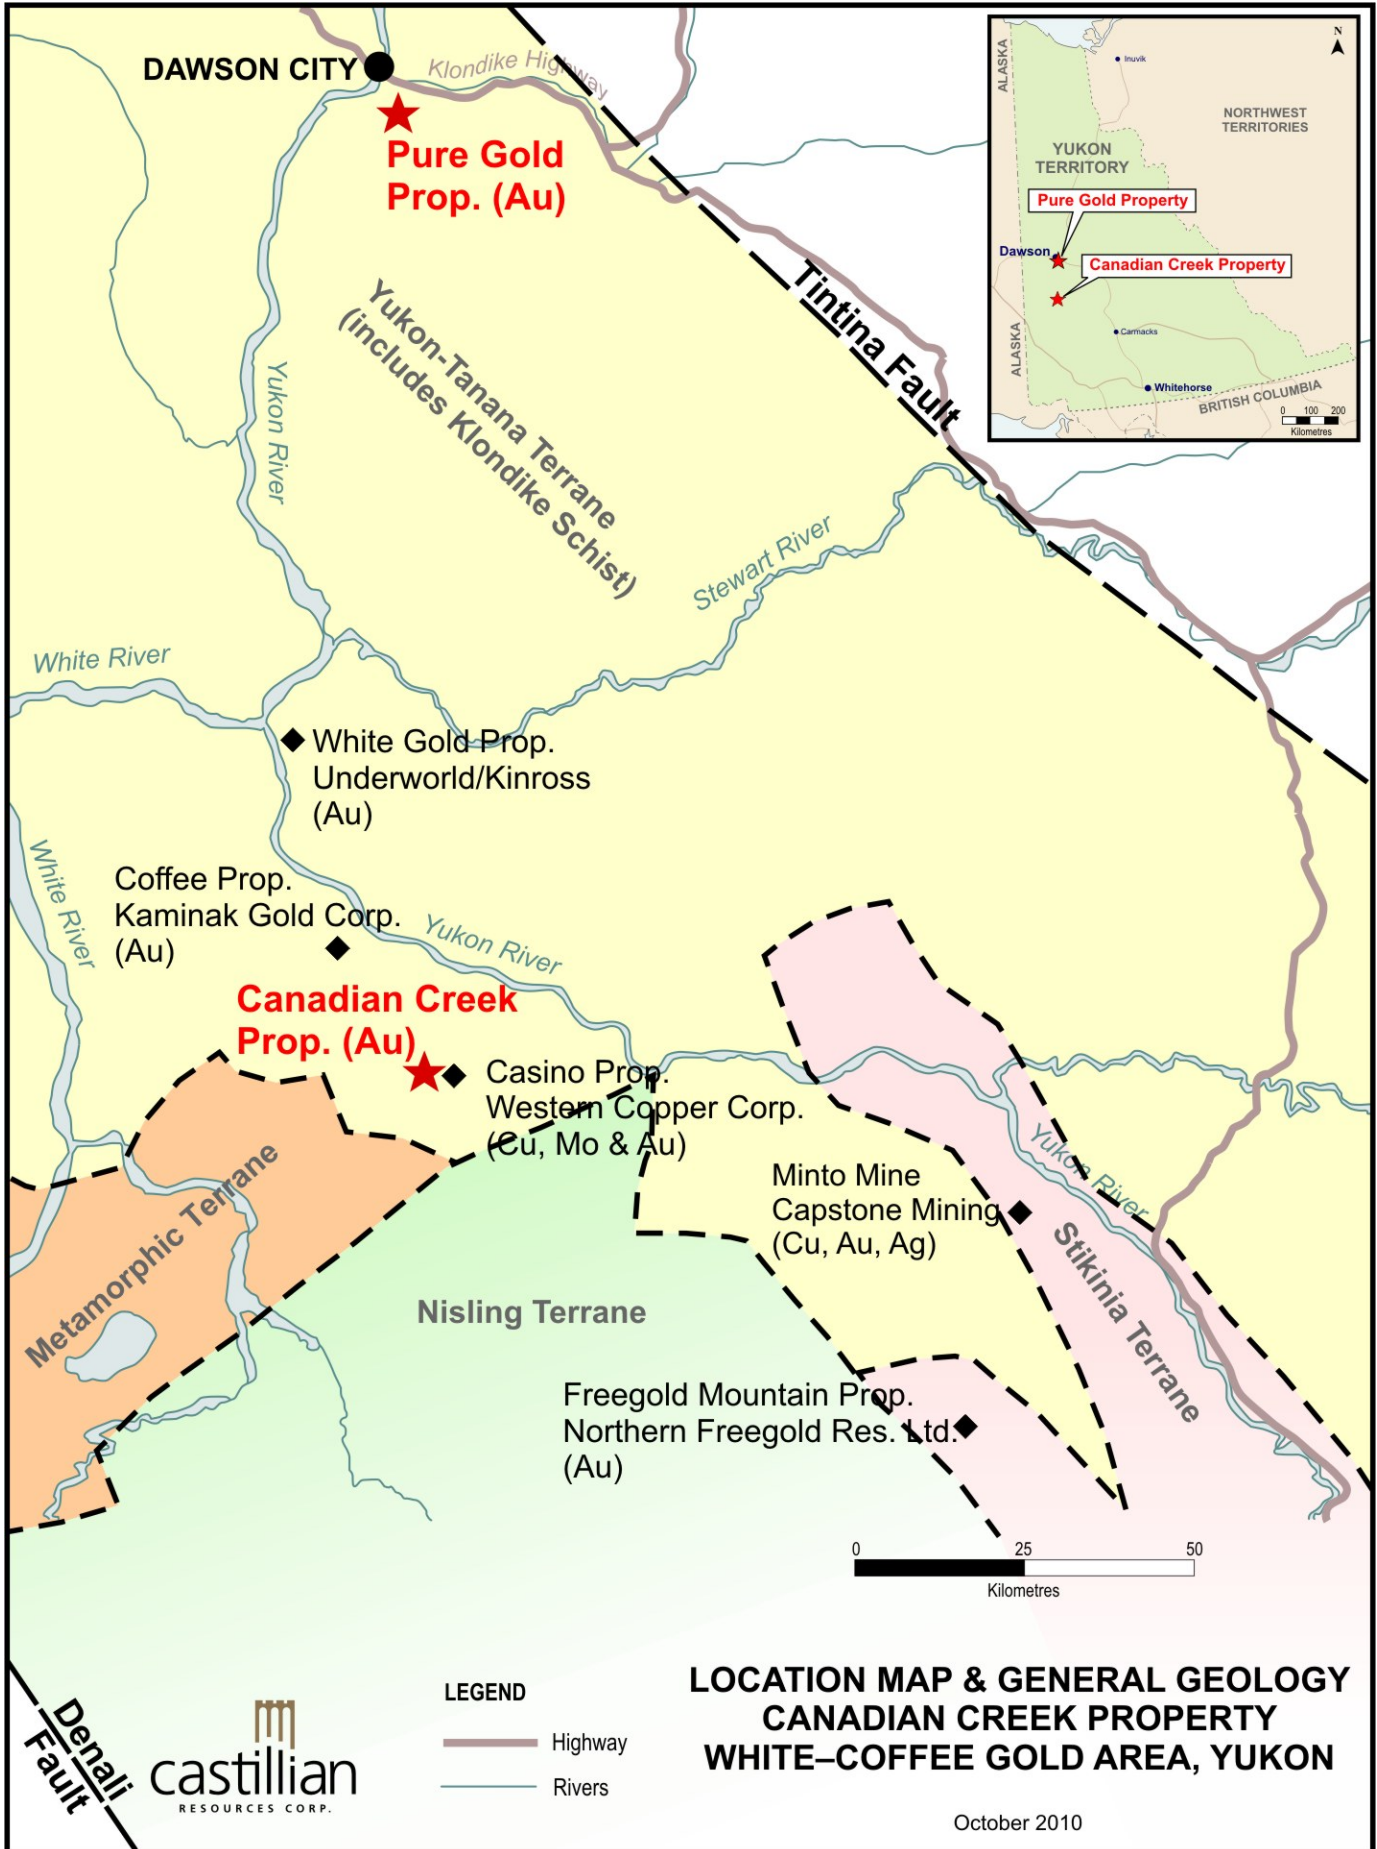 DAWSON CITY
Klondike Highway
Pure Gold
Prop. (Au)
N
ALASKA
Inuvik
NORTHWEST
TERRITORIES
YUKON
TERRITORY
Pure Gold Property
Dawson
Canadian Creek Property
ALASKA
Carmacks
Whitehorse
BRITISH COLUMBIA
0 100 200
Kilometres
Tintina Fault
Yukon-Tanana Terrane
(includes Klondike Schist)
Yukon River
Stewart River
White River
White Gold Prop.
Underworld/Kinross
(Au)
White River
Coffee Prop.
Kaminak Gold Corp.
(Au)
Yukon River
Canadian Creek
Prop. (Au)
Casino Prop.
Western Copper Corp.
(Cu, Mo & Au)
Yukon River
Minto Mine
Capstone Mining
(Cu, Au, Ag)
Metamorphic Terrane
Stikinia Terrane
Nisling Terrane
Freegold Mountain Prop.
Northern Freegold Res. Ltd.
(Au)
0 25 50
Kilometres
Denali
Fault
castillian
RESOURCES CORP.
LEGEND
Highway
Rivers
LOCATION MAP & GENERAL GEOLOGY
CANADIAN CREEK PROPERTY
WHITE–COFFEE GOLD AREA, YUKON
October 2010